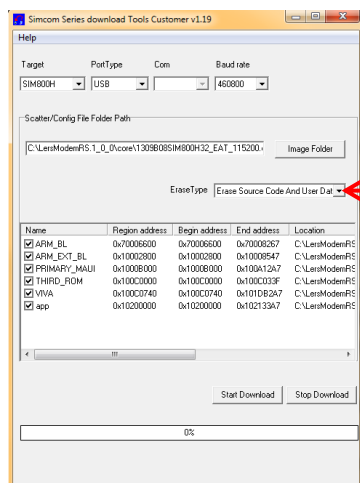 Simcom Series download Tools Customer v1.19
Help
Target PortType Com Baud rate
SIM800H USB 460800
Scatter/Config File Folder Path
C:\LersModemRS.1_0_0\core\1309B08SIM800H32_EAT_115200. Image Folder
EraseType Erase Source Code And User Dat
Name Region address Begin address End address Location
ARM_BL 0x70006600 0x70006600 0x70008267 C:\LersModemRS
ARM_EXT_BL 0x10002800 0x10002800 0x10008547 C:\LersModemRS
PRIMARY_MAUI 0x1000B000 0x1000B000 0x100A12A7 C:\LersModemRS
THIRD_ROM 0x100C0000 0x100C0000 0x100C033F C:\LersModemRS
VIVA 0x100C0740 0x100C0740 0x101DB2A7 C:\LersModemRS
app 0x10200000 0x10200000 0x102133A7 C:\LersModemRS
Start Download Stop Download
0%